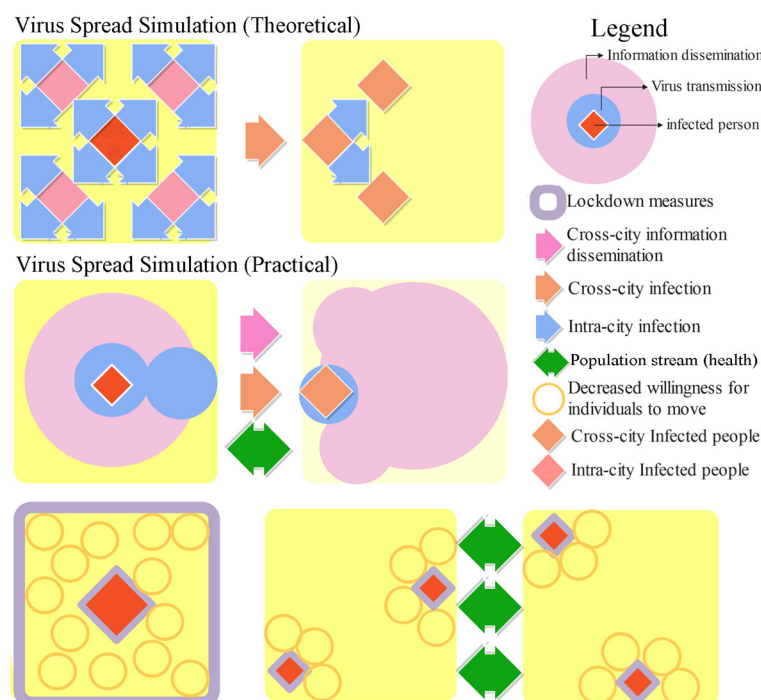 Virus Spread Simulation (Theoretical)
Legend
Information dissemination
Virus transmission
infected person
Lockdown measures
Cross-city information
dissemination
Virus Spread Simulation (Practical)
Cross-city infection
Intra-city infection
Population stream (health)
Decreased willingness for
individuals to move
Cross-city Infected people
Intra-city Infected people